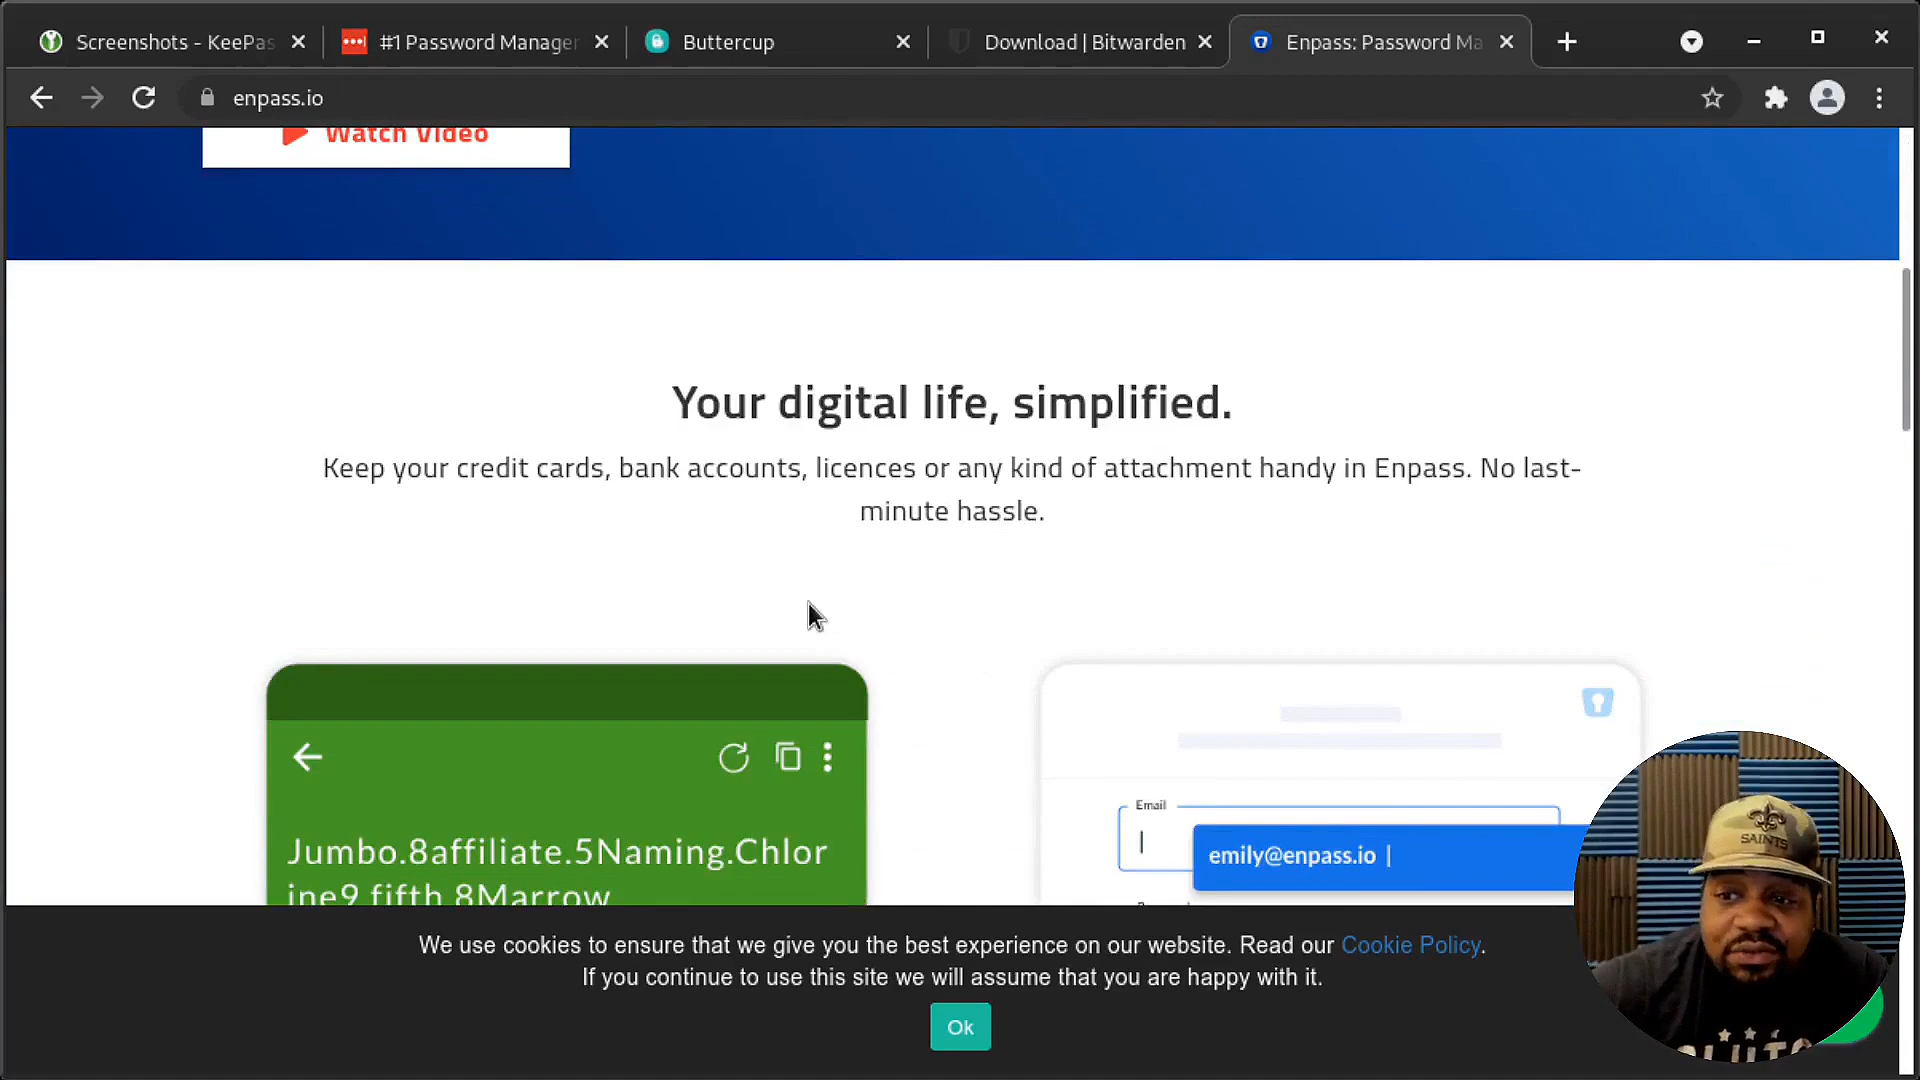 Screenshots - KeePas
#1 Password Manager
Buttercup
Download | Bitwarden
Enpass: Password Ma
enpass.io
Watch Video
Your digital life, simplified.
Keep your credit cards, bank accounts, licences or any kind of attachment handy in Enpass. No last-
minute hassle.
Jumbo.8affiliate.5Naming.Chlor
ine9.fifth.8Marrow
Email
emily@enpass.io |
We use cookies to ensure that we give you the best experience on our website. Read our Cookie Policy.
If you continue to use this site we will assume that you are happy with it.
Ok
SAINTS